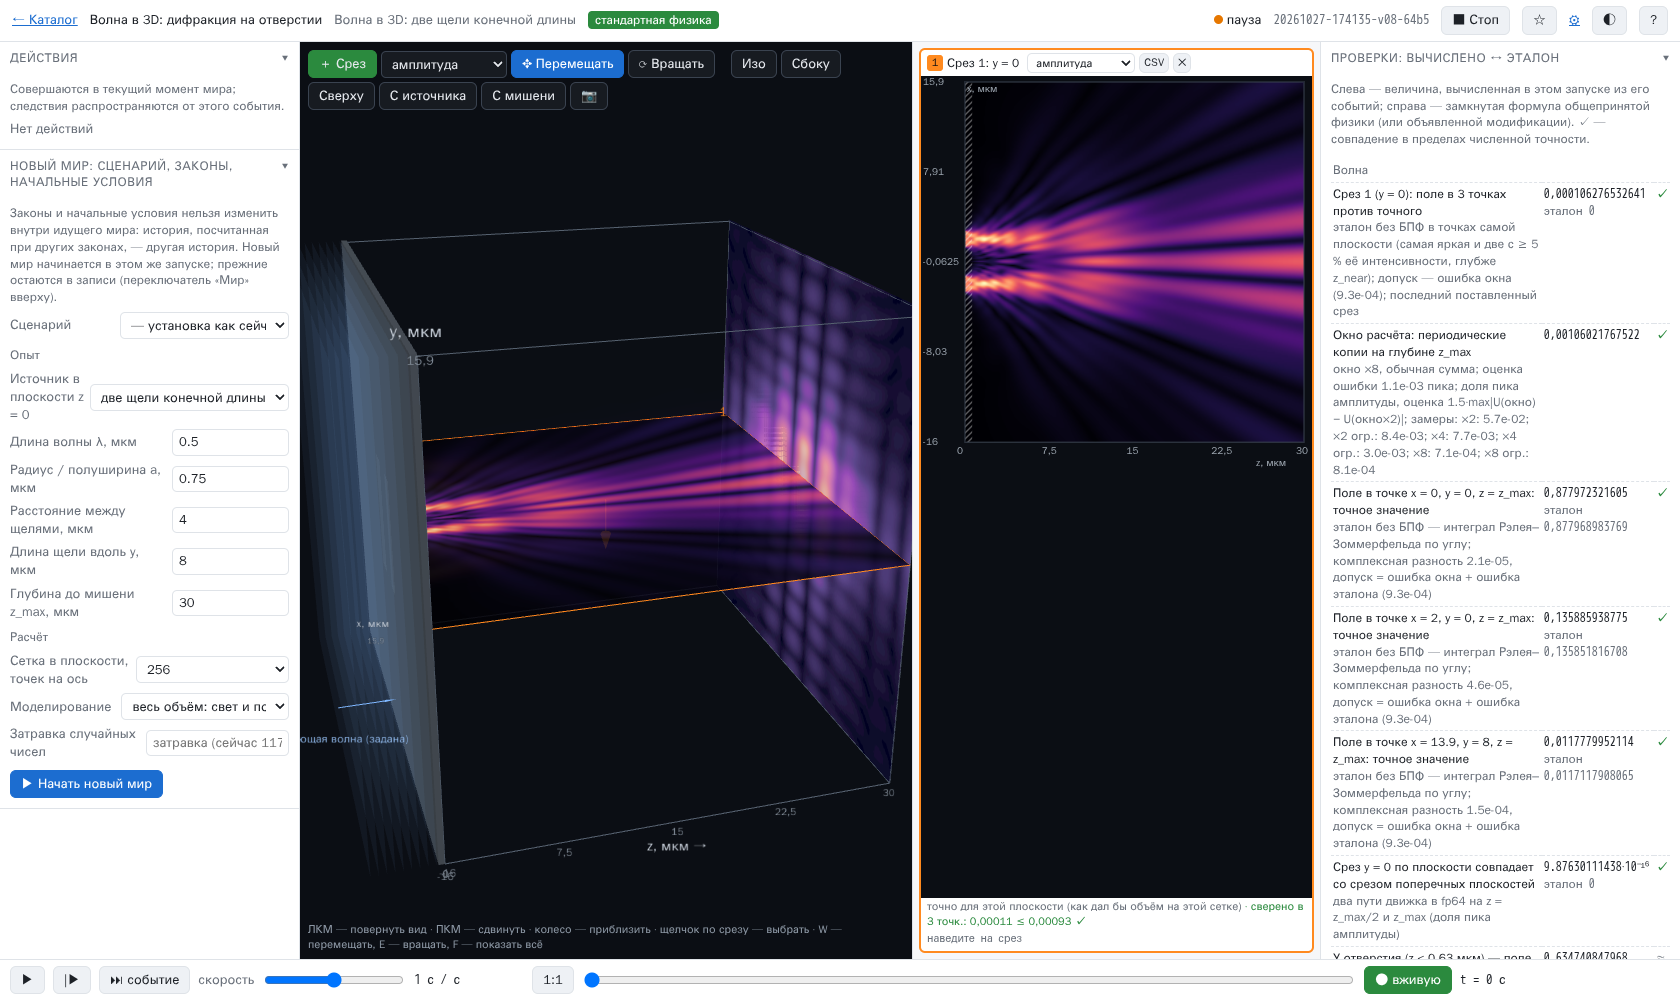 ← Каталог Волна в 3D: дифракция на отверстии Волна в 3D: две щели конечной длины стандартная физика
пауза 20261027-174135-v08-64b5 Стоп ?
ДЕЙСТВИЯ
Совершаются в текущий момент мира;
следствия распространяются от этого события.
Нет действий
НОВЫЙ МИР: СЦЕНАРИЙ, ЗАКОНЫ,
НАЧАЛЬНЫЕ УСЛОВИЯ
Законы и начальные условия нельзя изменить
внутри идущего мира: история, посчитанная
при других законах, — другая история. Новый
мир начинается в этом же запуске; прежние
остаются в записи (переключатель «Мир»
вверху).
Сценарий — установка как сейч
Опыт
Источник в
плоскости z
= 0
две щели конечной длины
Длина волны λ, мкм 0.5
Радиус / полуширина a,
мкм
0.75
Расстояние между
щелями, мкм
4
Длина щели вдоль y,
мкм
8
Глубина до мишени
z_max, мкм
30
Расчёт
Сетка в плоскости,
точек на ось
256
Моделирование весь объём: свет и пс
Затравка случайных
чисел
затравка (сейчас 117
Начать новый мир
+ Срез амплитуда Перемещать Вращать Изо Сбоку
Сверху С источника С мишени
y, мкм
15,9
x, мкм
15,9
ющая волна (задана)
1
30
22,5
15
z, мкм →
7,5
-16
ЛКМ — повернуть вид · ПКМ — сдвинуть · колесо — приблизить · щелчок по срезу — выбрать · W —
перемещать, E — вращать, F — показать всё
1 Срез 1: y = 0 амплитуда CSV ✕
15,9
x, мкм
7,91
-0,0625
-8,03
-16
0 7,5 15 22,5 30
z, мкм
точно для этой плоскости (как дал бы объём на этой сетке) · сверено в
3 точк.: 0,00011 ≤ 0,00093 ✓
наведите на срез
ПРОВЕРКИ: ВЫЧИСЛЕНО ↔ ЭТАЛОН
Слева — величина, вычисленная в этом запуске из его
событий; справа — замкнутая формула общепринятой
физики (или объявленной модификации). ✓ —
совпадение в пределах численной точности.
Волна
Срез 1 (y = 0): поле в 3 точках
против точного
0,000106276532641 ✓
эталон 0
эталон без БПФ в точках самой
плоскости (самая яркая и две с ≥ 5
% её интенсивности, глубже
z_near); допуск — ошибка окна
(9.3e-04); последний поставленный
срез
Окно расчёта: периодические
копии на глубине z_max
0,00106021767522 ✓
окно ×8, обычная сумма; оценка
ошибки 1.1e-03 пика; доля пика
амплитуды, оценка 1.5·max|U(окно)
− U(окно×2)|; замеры: ×2: 5.7e-02;
×2 огр.: 8.4e-03; ×4: 7.7e-03; ×4
огр.: 3.0e-03; ×8: 7.1e-04; ×8 огр.:
8.1e-04
Поле в точке x = 0, y = 0, z = z_max:
точное значение
0,877972321605 ✓
эталон
0,877968983769
эталон без БПФ — интеграл Рэлея—
Зоммерфельда по углу;
комплексная разность 2.1e-05,
допуск = ошибка окна + ошибка
эталона (9.3e-04)
Поле в точке x = 2, y = 0, z = z_max:
точное значение
0,135885938775 ✓
эталон
0,135851816708
эталон без БПФ — интеграл Рэлея—
Зоммерфельда по углу;
комплексная разность 4.6e-05,
допуск = ошибка окна + ошибка
эталона (9.3e-04)
Поле в точке x = 13.9, y = 8, z =
z_max: точное значение
0,0117779952114 ✓
эталон
0,0117117908065
эталон без БПФ — интеграл Рэлея—
Зоммерфельда по углу;
комплексная разность 1.5e-04,
допуск = ошибка окна + ошибка
эталона (9.3e-04)
Срез y = 0 по плоскости совпадает
со срезом поперечных плоскостей
9.87630111438·10⁻¹⁶ ✓
эталон 0
два пути движка в fp64 на z =
z_max/2 и z_max (доля пика
амплитуды)
У отверстия (z < 0.63 мкм) — поле 0,634740847968 ≈
событие скорость 1 с / с 1:1 вживую t = 0 с